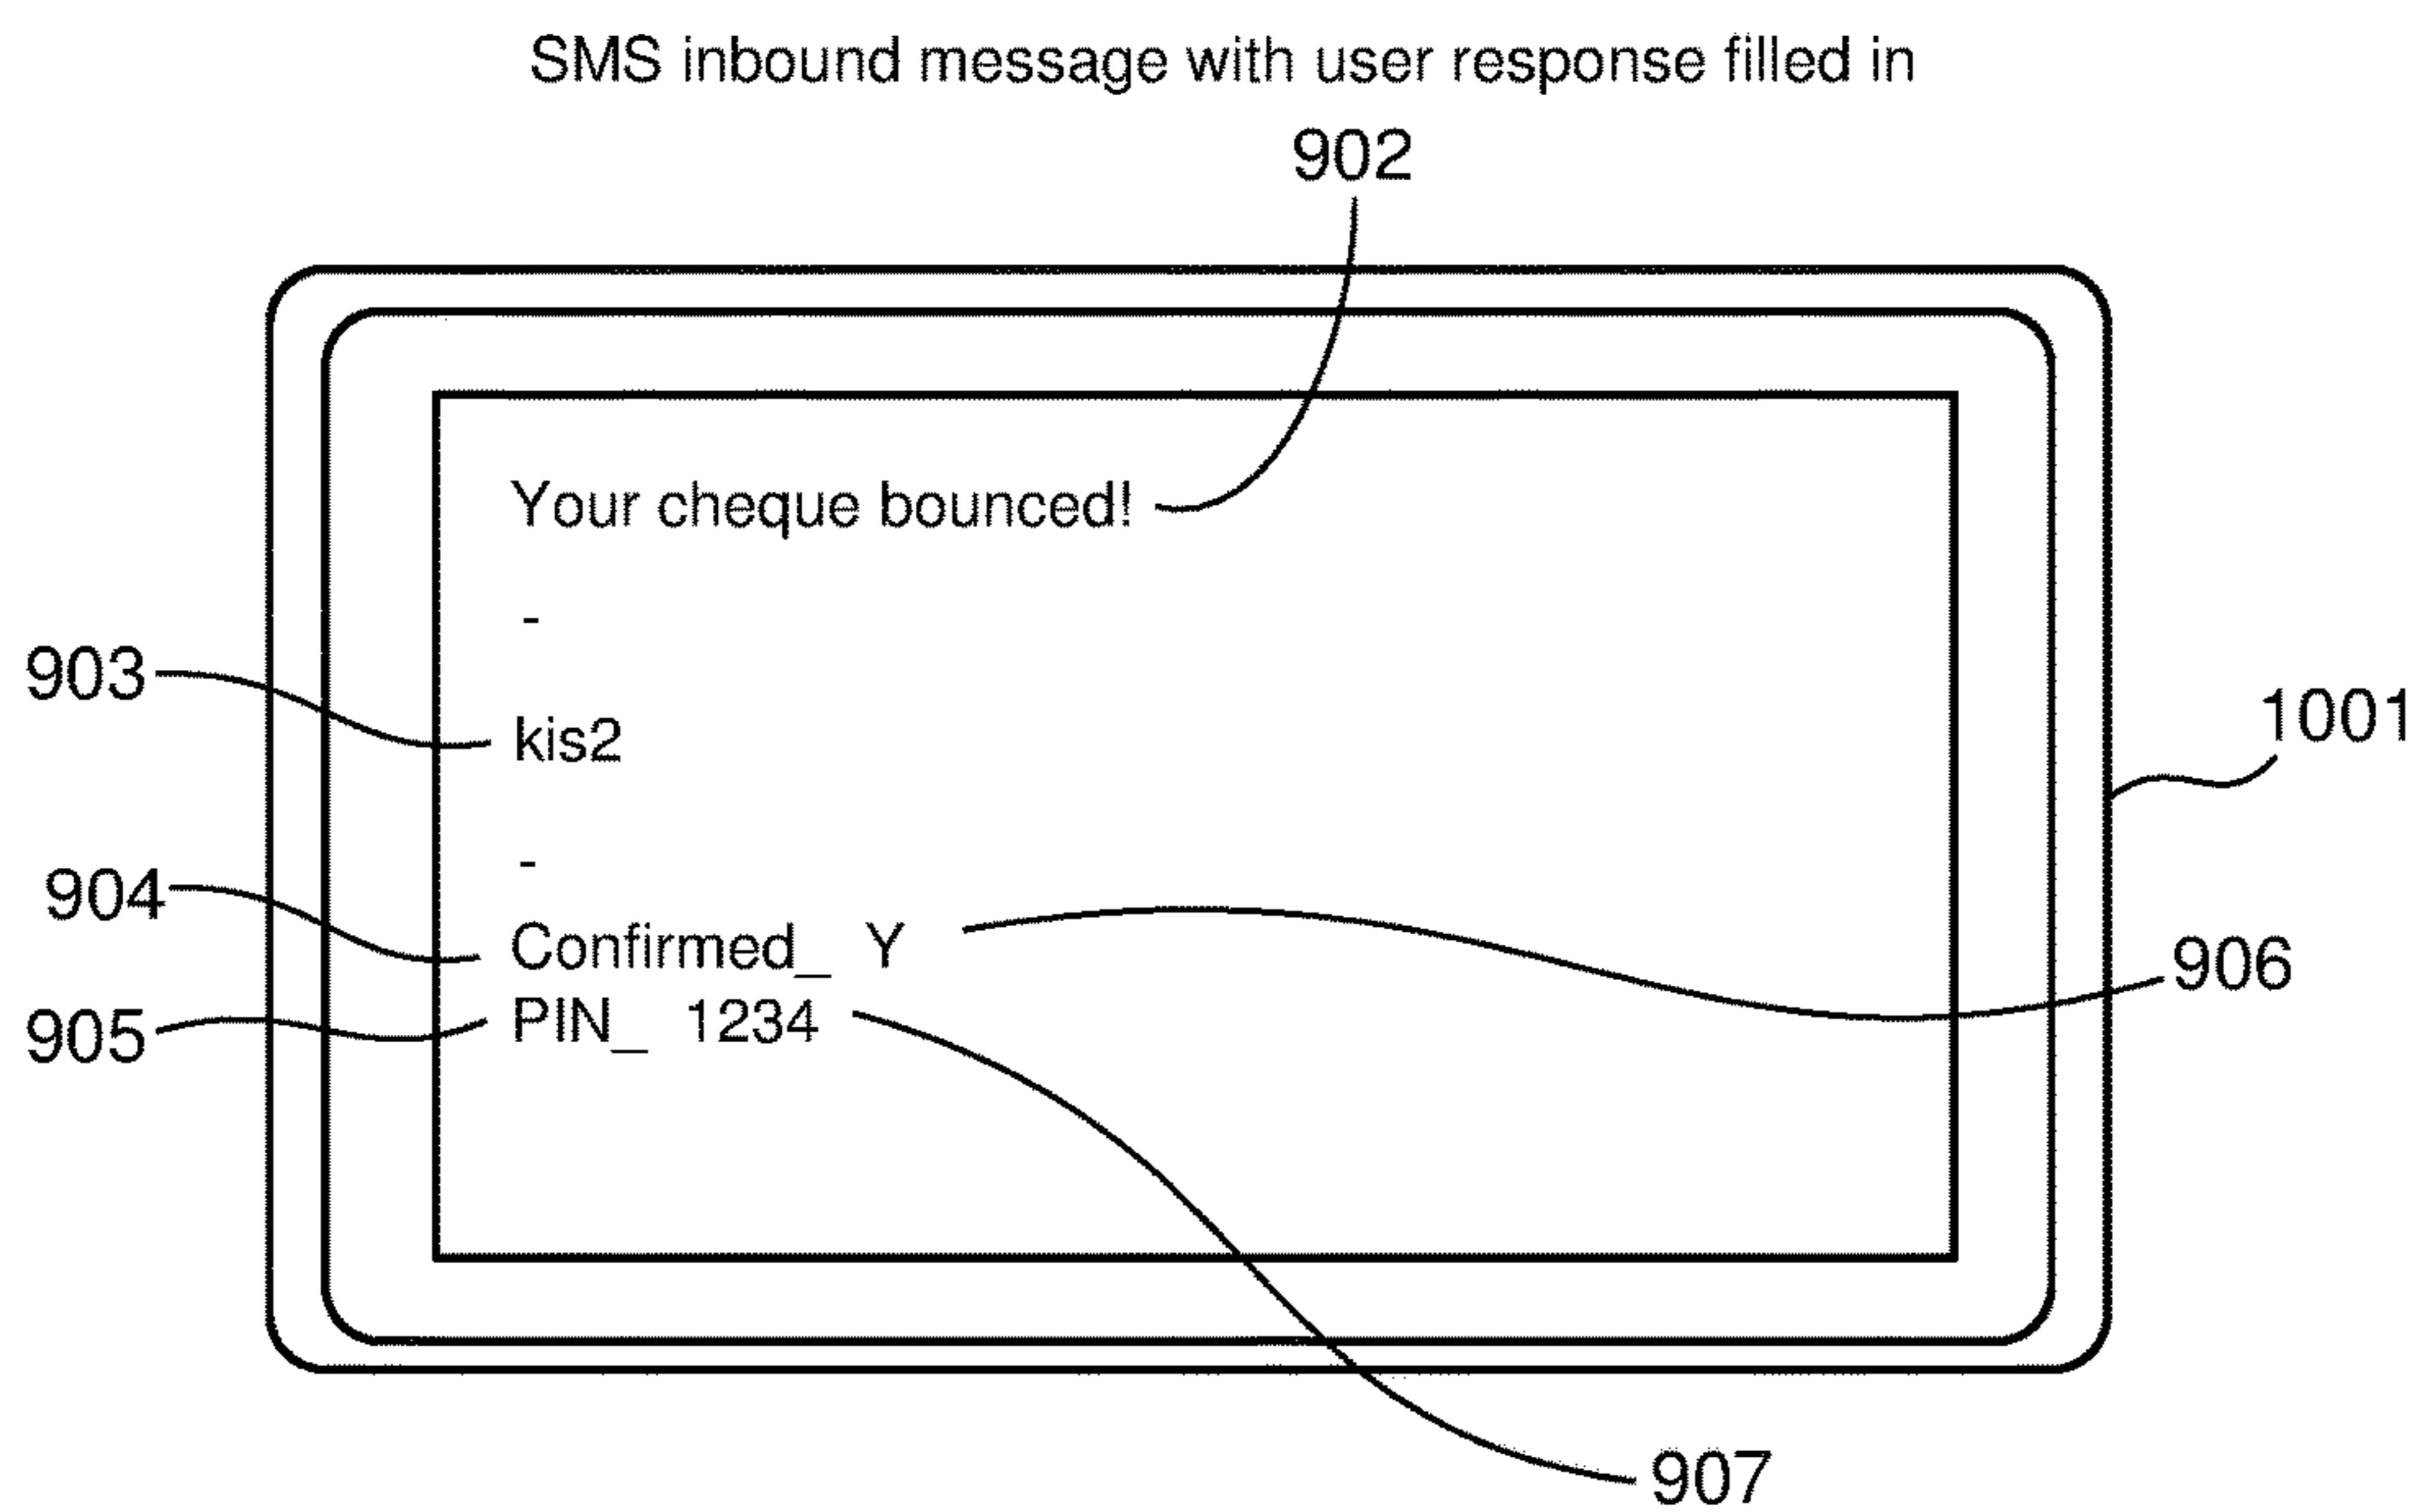 SMS inbound message with user response filled in
902
Your cheque bounced!
-
903
kis2
1001
-
904
Confirmed_ Y
906
905
PIN_ 1234
907